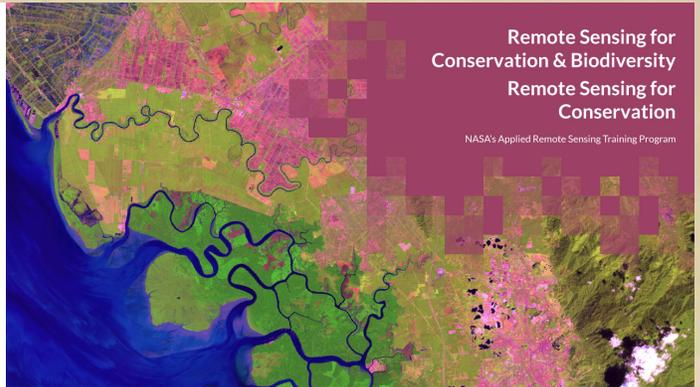 Remote Sensing for
Conservation & Biodiversity
Remote Sensing for
Conservation
NASA's Applied Remote Sensing Training Program